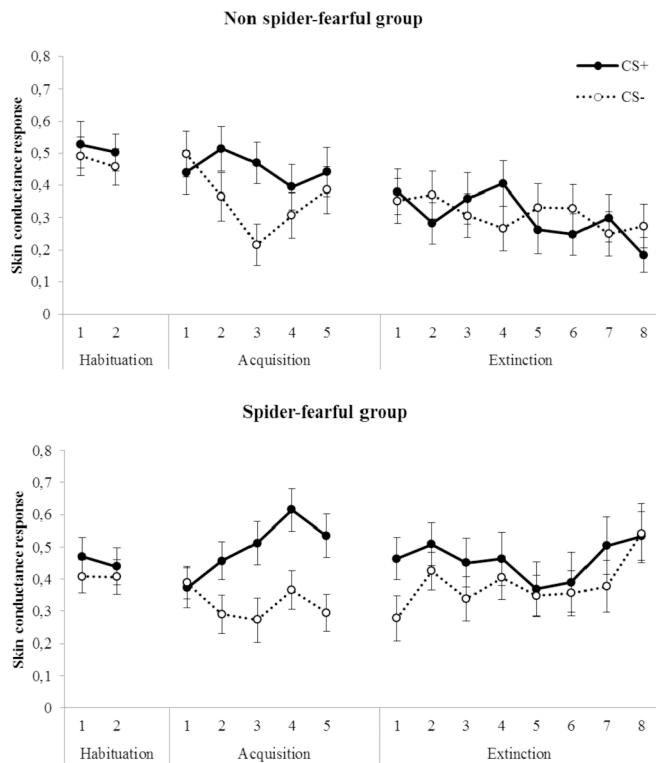 Non spider-fearful group
CS+
CS-
Skin conductance response
0,8
0,7
0,6
0,5
0,4
0,3
0,2
0,1
0
1 2 1 2 3 4 5 1 2 3 4 5 6 7 8
Habituation Acquisition Extinction
Spider-fearful group
Skin conductance response
0,8
0,7
0,6
0,5
0,4
0,3
0,2
0,1
0
1 2 1 2 3 4 5 1 2 3 4 5 6 7 8
Habituation Acquisition Extinction